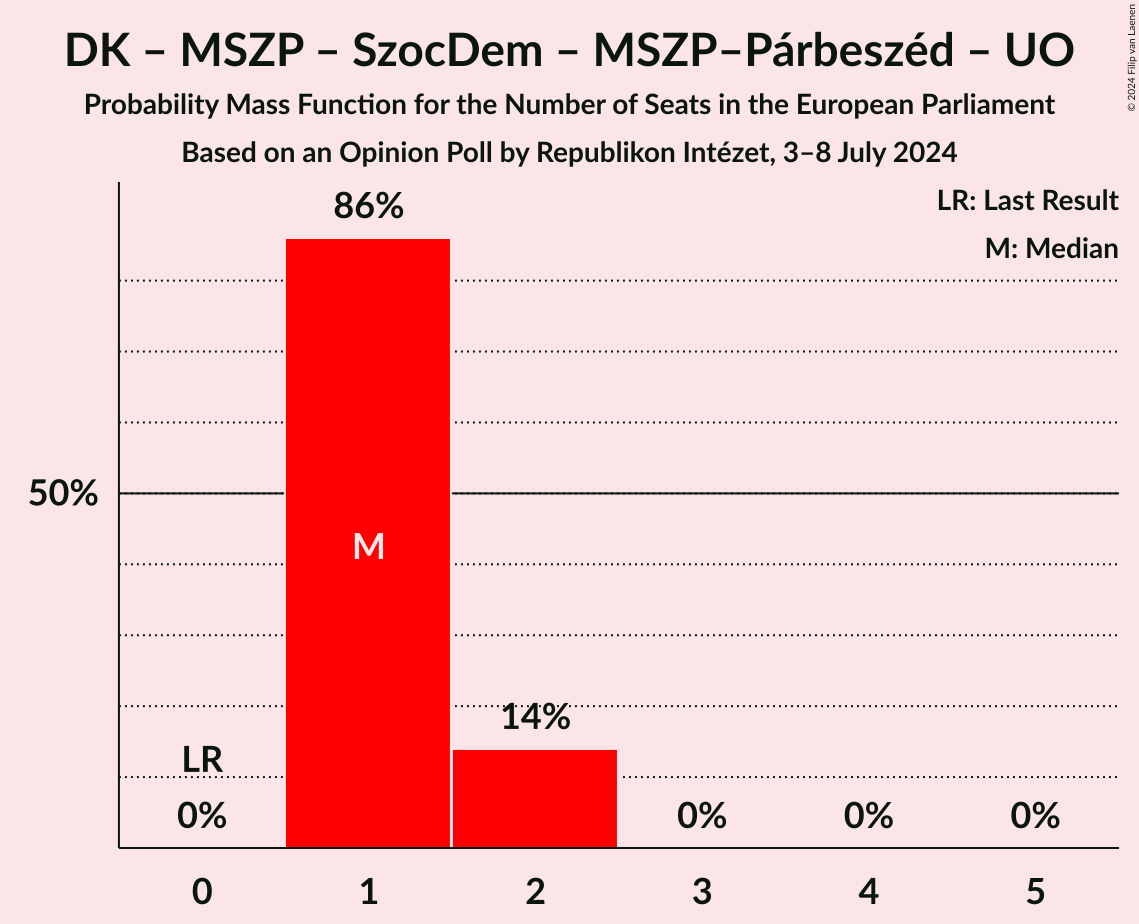 DK – MSZP – SzocDem – MSZP–Párbeszéd – UO
Probability Mass Function for the Number of Seats in the European Parliament
Based on an Opinion Poll by Republikon Intézet, 3–8 July 2024
© 2024 Filip van Laenen
LR: Last Result
M: Median
86%
50%
M
14%
LR
0%
0%
0%
0%
0
1
2
3
4
5